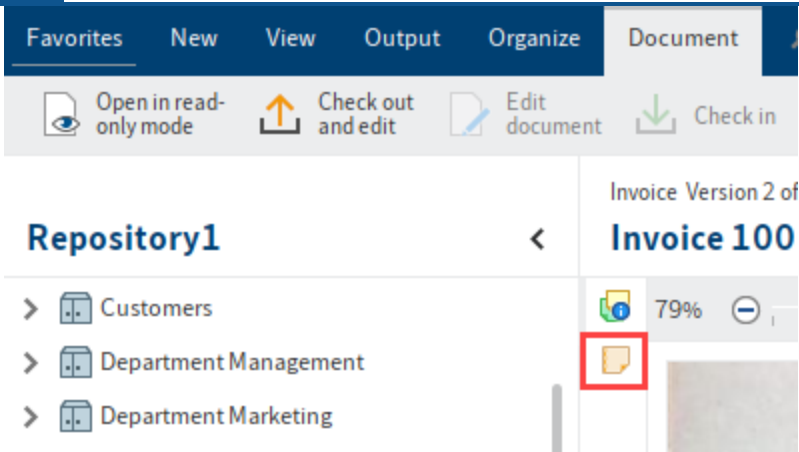 Favorites New View Output Organize Document
Open in read-
only mode
Check out
and edit
Edit
document
Check in
Invoice Version 2 of
Repository1
Invoice 100
Customers
79%
Department Management
Department Marketing